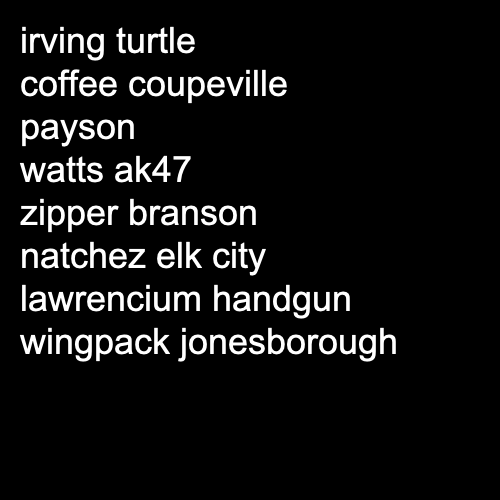 irving turtle
coffee coupeville
payson
watts ak47
zipper branson
natchez elk city
lawrencium handgun
wingpack jonesborough